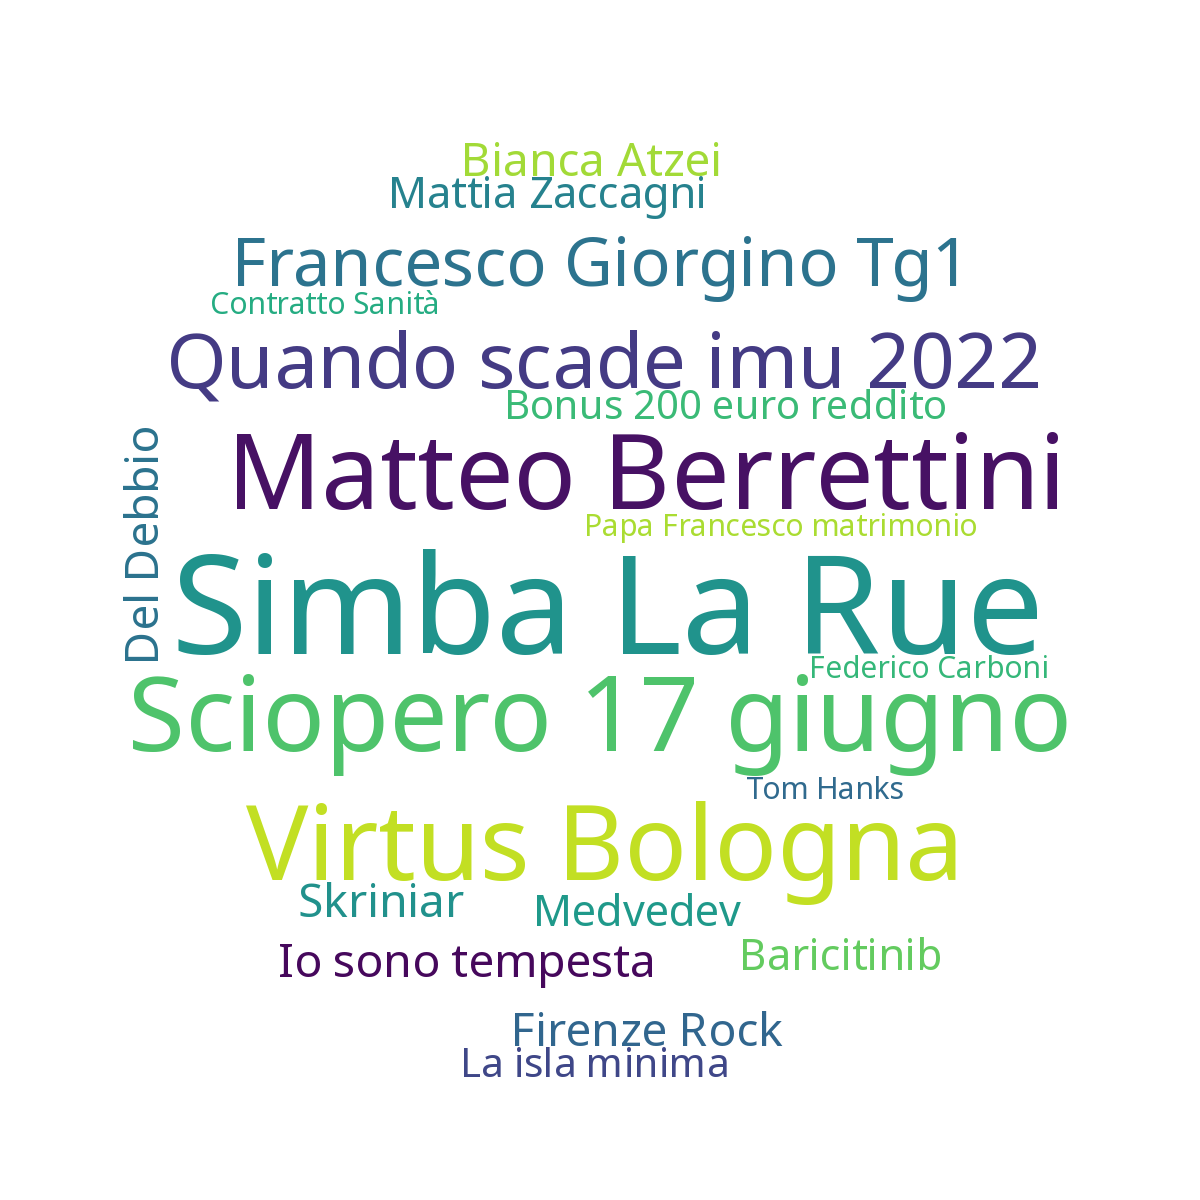 Bianca Atzei
Mattia Zaccagni
Francesco Giorgino Tg1
Contratto Sanità
Quando scade imu 2022
Bonus 200 euro reddito
Matteo Berrettini
Papa Francesco matrimonio
Del Debbio
Simba La Rue
Federico Carboni
Sciopero 17 giugno
Tom Hanks
Virtus Bologna
Skriniar
Medvedev
Io sono tempesta
Baricitinib
Firenze Rock
La isla minima